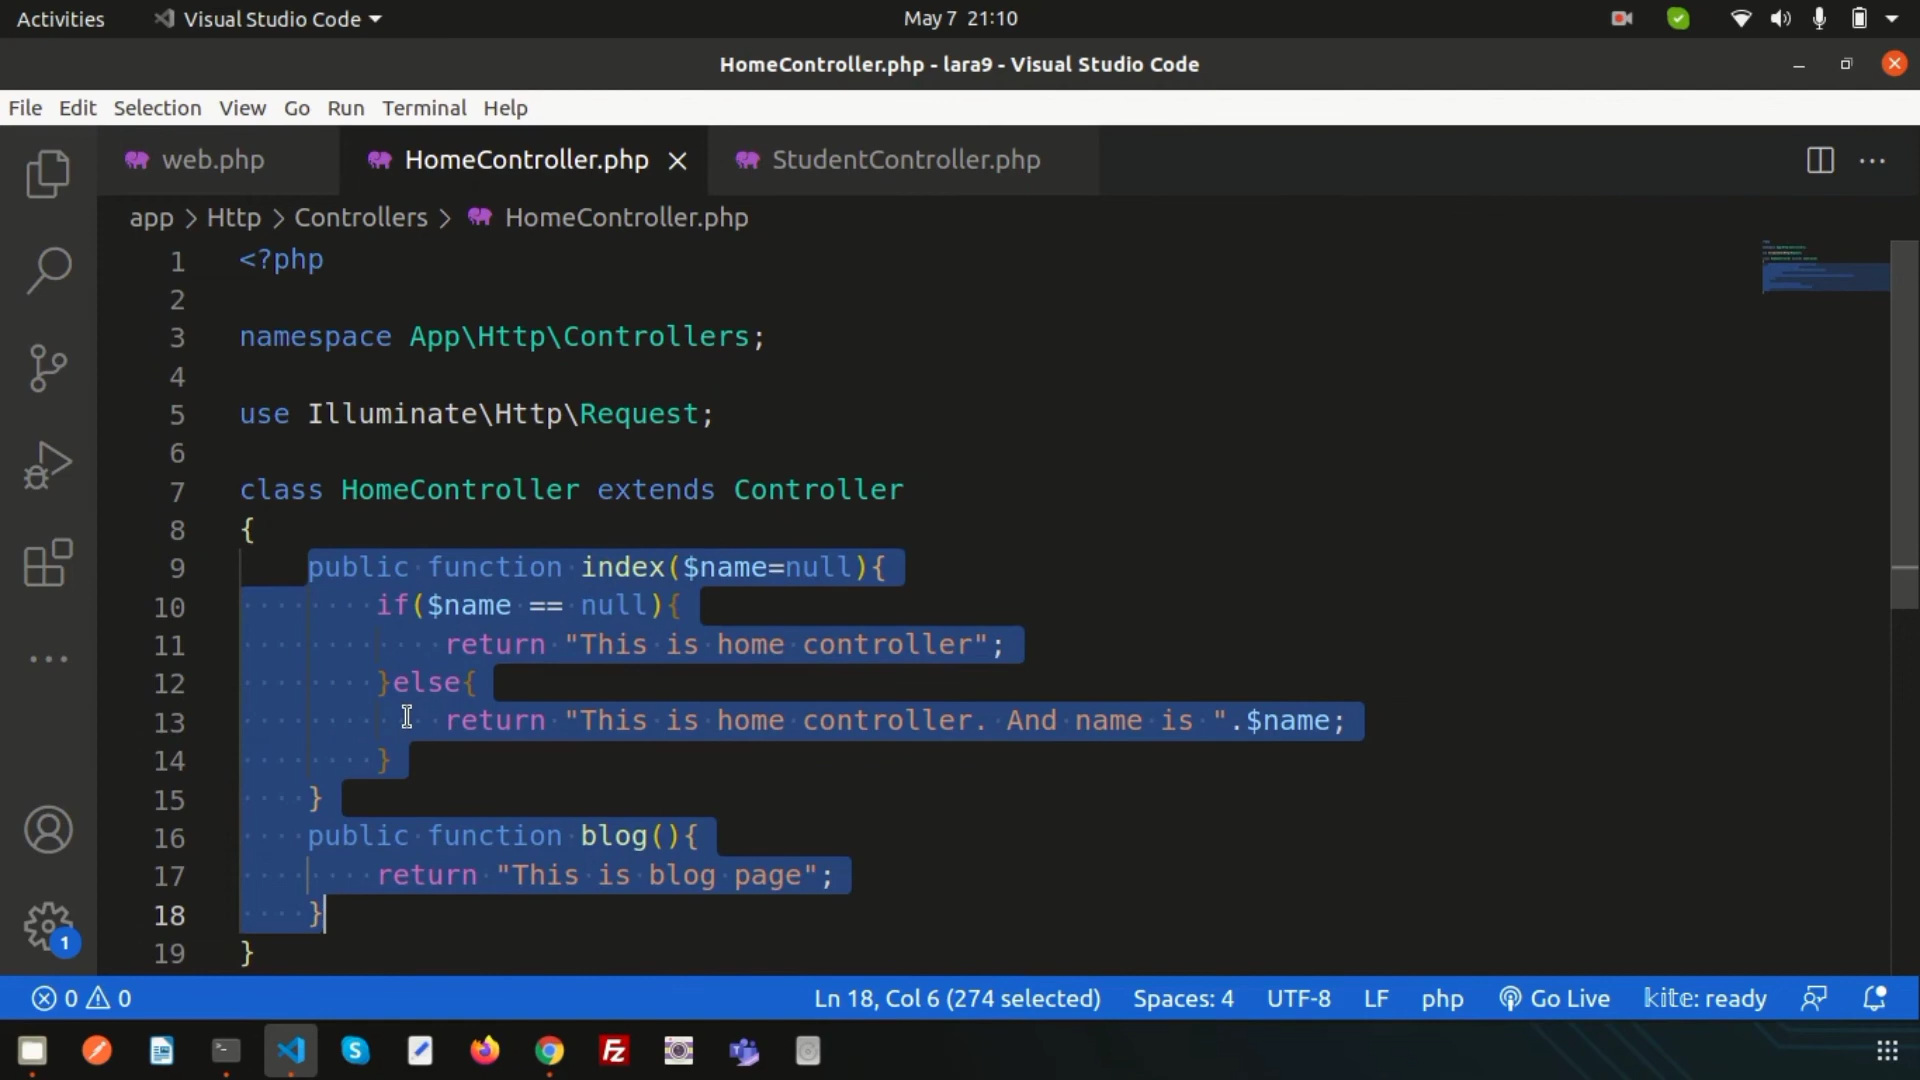 Activities Visual Studio Code May 7 21:10
HomeController.php - lara9 - Visual Studio Code
File Edit Selection View Go Run Terminal Help
web.php HomeController.php StudentController.php
app > Http > Controllers > HomeController.php
1 <?php
2
3 namespace App\Http\Controllers;
4
5 use Illuminate\Http\Request;
6
7 class HomeController extends Controller
8 {
9 public function index($name=null){
10 if($name == null){
11 return "This is home controller";
12 }else{
13 return "This is home controller. And name is ".$name;
14 }
15 }
16 public function blog(){
17 return "This is blog page";
18 }
19 }
1
0 0 Ln 18, Col 6 (274 selected) Spaces: 4 UTF-8 LF php Go Live kite: ready